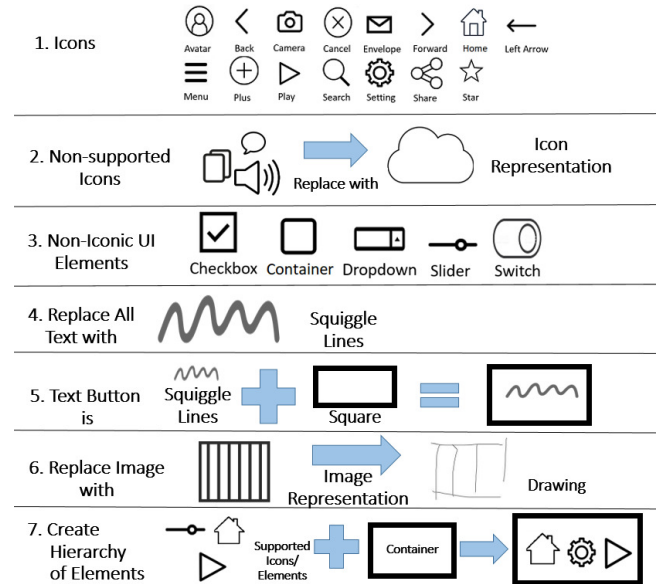 1. Icons
Avatar Back Camera Cancel Envelope Forward Home Left Arrow
Menu Plus Play Search Setting Share Star
2. Non-supported
Icons
Replace with
Icon
Representation
3. Non-Iconic UI
Elements
Checkbox Container Dropdown Slider Switch
4. Replace All
Text with
Squiggle
Lines
5. Text Button
is
Squiggle
Lines
Square
6. Replace Image
with
Image
Representation
Drawing
7. Create
Hierarchy
of Elements
Supported
Icons/
Elements
Container